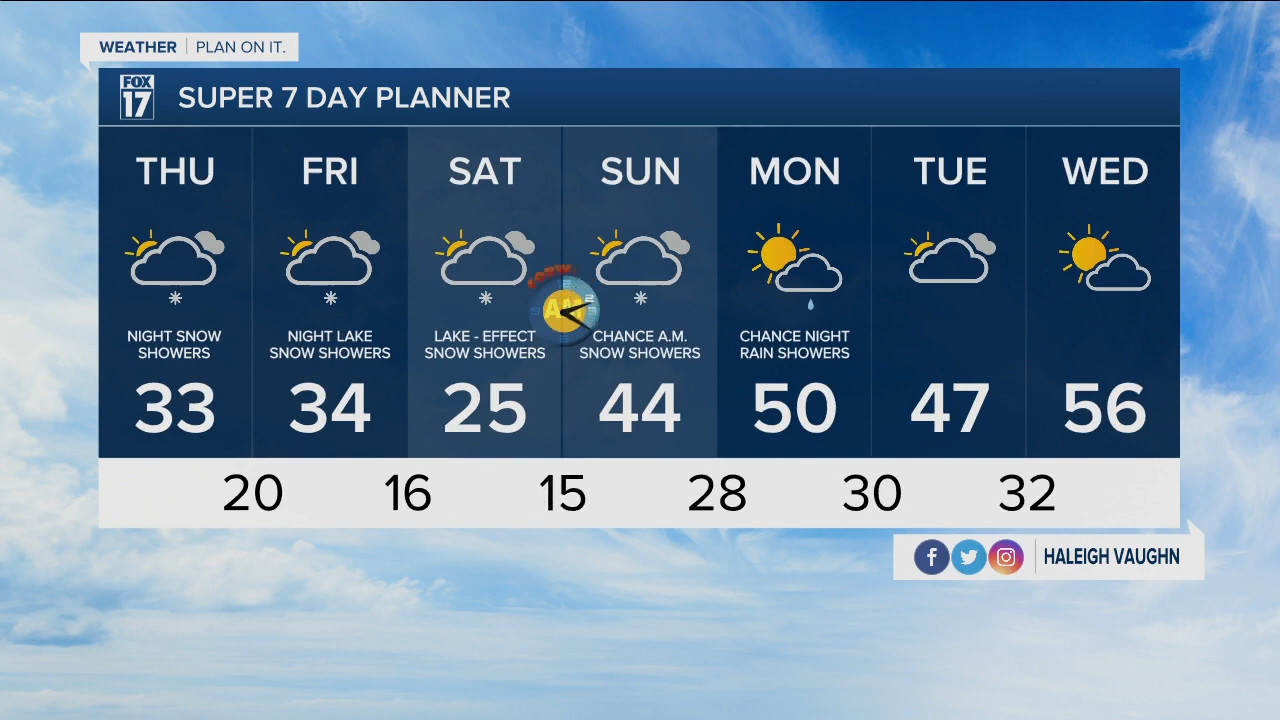 WEATHER PLAN ON IT.
FOX
17
SUPER 7 DAY PLANNER
THU FRI SAT SUN MON TUE WED
AM
NIGHT SNOW
SHOWERS
NIGHT LAKE
SNOW SHOWERS
LAKE - EFFECT
SNOW SHOWERS
CHANCE A.M.
SNOW SHOWERS
CHANCE NIGHT
RAIN SHOWERS
33 34 25 44 50 47 56
20 16 15 28 30 32
HALEIGH VAUGHN